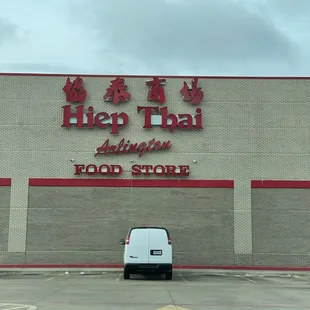 協泰商場
Hiep Thai
Arlington
FOOD STORE